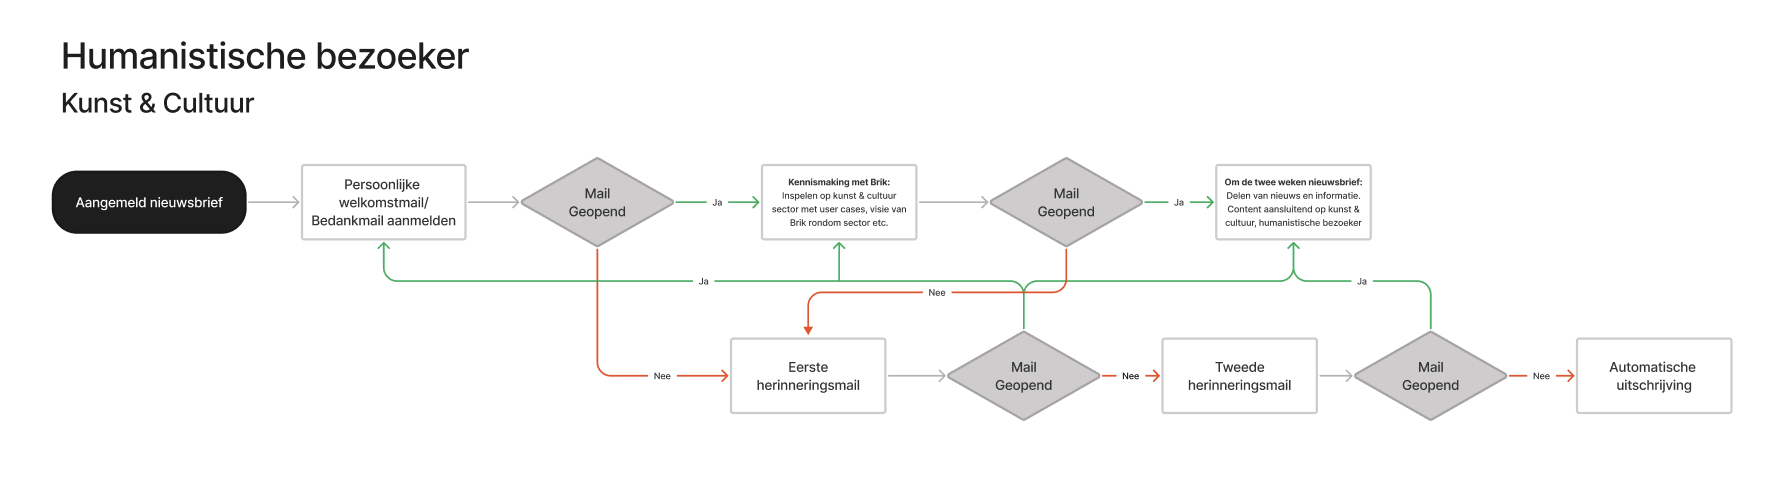 Humanistische bezoeker
Kunst & Cultuur
Aangemeld nieuwsbrief
Persoonlijke
welkomstmail/
Bedankmail aanmelden
Mail
Geopend
Ja
Kennismaking met Brik:
Inspelen op kunst & cultuur
sector met user cases, visie van
Brik rondom sector etc.
Mail
Geopend
Ja
Om de twee weken nieuwsbrief:
Delen van nieuws en informatie.
Content aansluitend op kunst &
cultuur, humanistische bezoeker
Ja
Nee
Ja
Nee
Eerste
herinneringsmail
Mail
Geopend
Nee
Tweede
herinneringsmail
Mail
Geopend
Nee
Automatische
uitschrijving